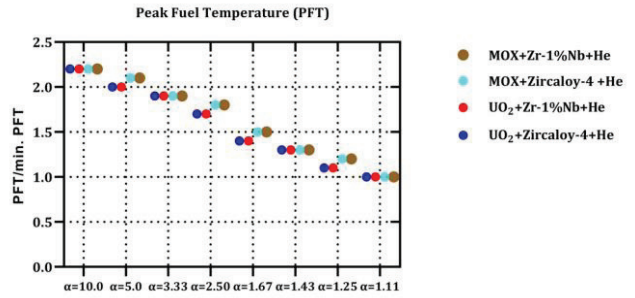 Peak Fuel Temperature (PFT)
PFT/min. PFT
2.5
2.0
1.5
1.0
0.5
0.0
α=10.0 α=5.0 α=3.33 α=2.50 α=1.67 α=1.43 α=1.25 α=1.11
MOX+Zr-1%Nb+He
MOX+Zircaloy-4 +He
UO₂+Zr-1%Nb+He
UO₂+Zircaloy-4+He